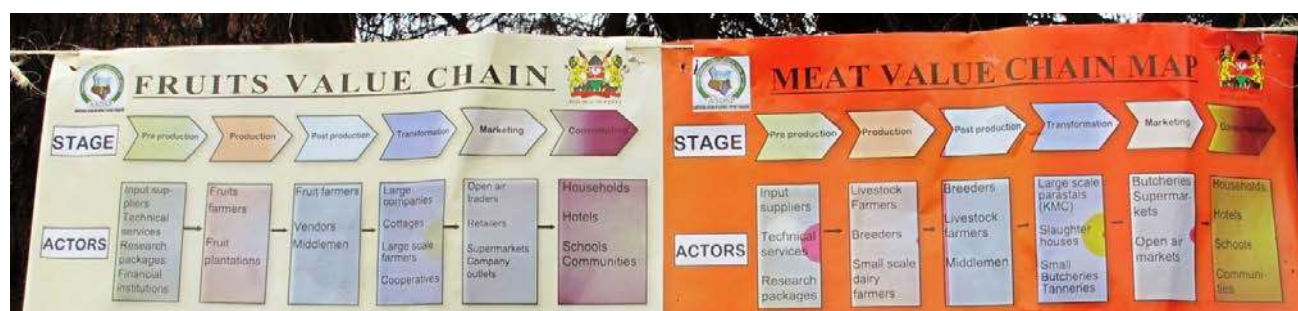 FRUITS VALUE CHAIN
STAGE
Pre production
Production
Post production
Transformation
Marketing
ACTORS
Input sup-
pliers
Technical
services
Research
packages
Financial
institutions
Fruits
farmers
Fruit
plantations
Fruit farmers
Vendors
Middlemen
Large
companies
Cottages
Large scale
farmers
Cooperatives
Open air
traders
Retailers
Supermarkets
Company
outlets
Households
Hotels
Schools
Communities
MEAT VALUE CHAIN MAP
STAGE
Pre production
Production
Post production
Transformation
Marketing
ACTORS
Input
suppliers
Technical
services
Research
packages
Livestock
Farmers
Breeders
Small scale
dairy
farmers
Breeders
Livestock
farmers
Middlemen
Large scale
parastals
(KMC)
Slaughter
houses
Small
Butcheries
Tanneries
Butcheries
Supermar-
kets
Open air
markets
Households
Hotels
Schools
Communi-
ties